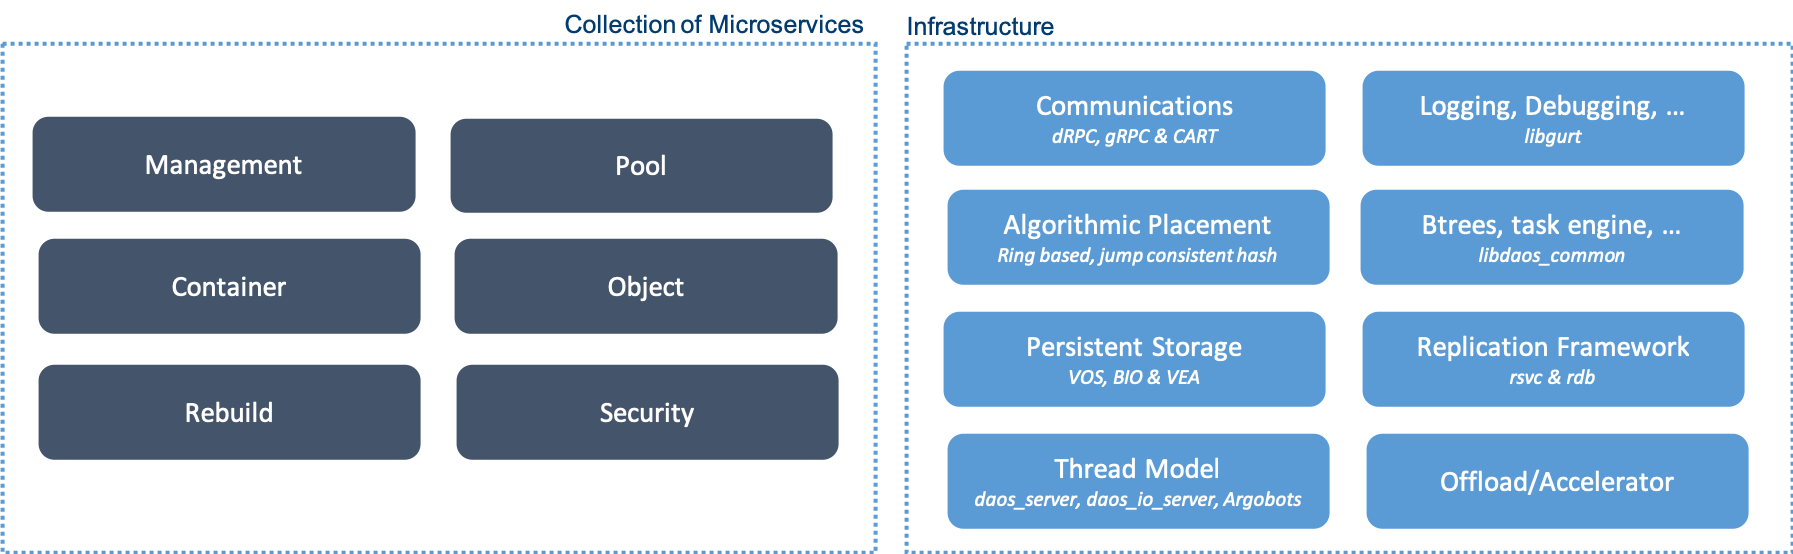 Collection of Microservices
Management
Pool
Container
Object
Rebuild
Security
Infrastructure
Communications
dRPC, gRPC & CART
Logging, Debugging, ...
libgurt
Algorithmic Placement
Ring based, jump consistent hash
Btrees, task engine, ...
libdaos_common
Persistent Storage
VOS, BIO & VEA
Replication Framework
rsvc & rdb
Thread Model
daos_server, daos_io_server, Argobots
Offload/Accelerator